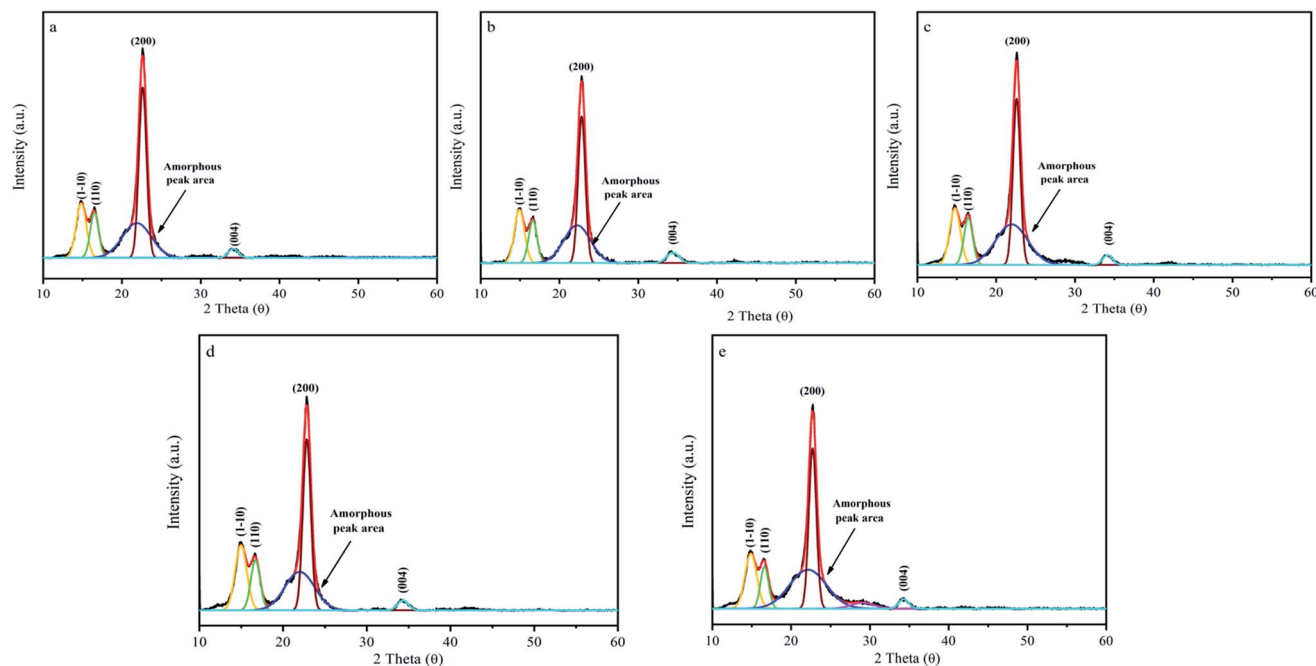 a
(200)
Amorphous
peak area
(1-10)
(110)
(004)
Intensity (a.u.)
10 20 30 40 50 60
2 Theta (θ)
b
(200)
Amorphous
peak area
(1-10)
(110)
(004)
Intensity (a.u.)
10 20 30 40 50 60
2 Theta (θ)
c
(200)
Amorphous
peak area
(1-10)
(110)
(004)
Intensity (a.u.)
10 20 30 40 50 60
2 Theta (θ)
d
(200)
Amorphous
peak area
(1-10)
(110)
(004)
Intensity (a.u.)
10 20 30 40 50 60
2 Theta (θ)
e
(200)
Amorphous
peak area
(1-10)
(110)
(004)
Intensity (a.u.)
10 20 30 40 50 60
2 Theta (θ)